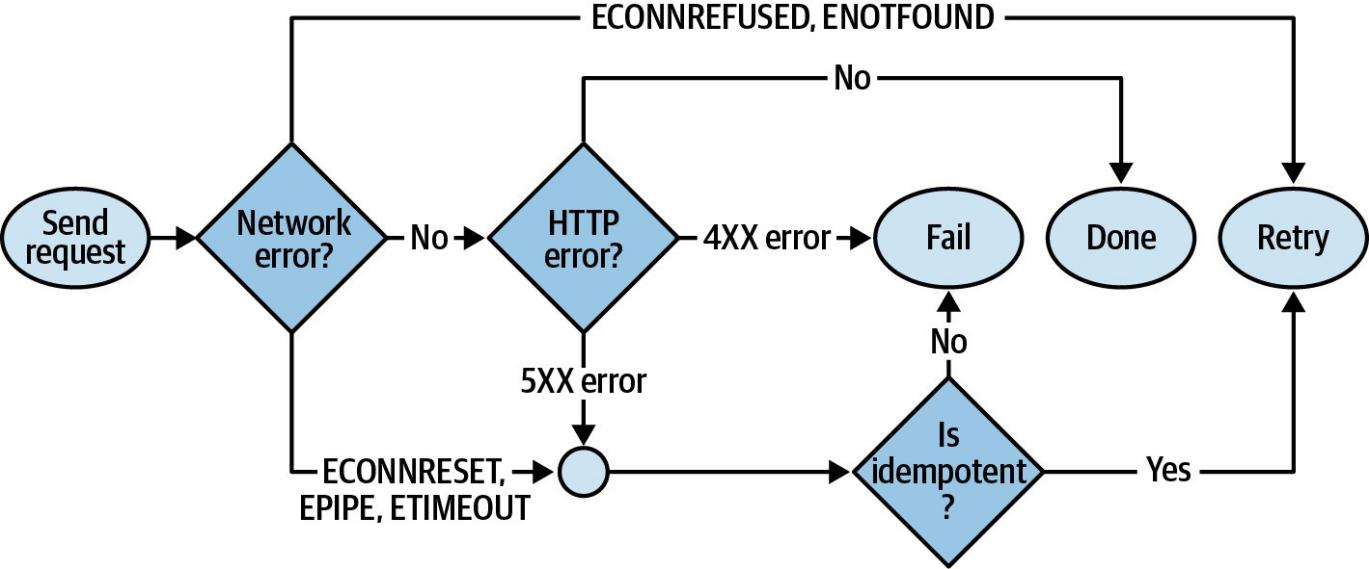 ECONNREFUSED, ENOTFOUND
No
Send
request
Network
error?
No
HTTP
error?
4XX error
Fail
Done
Retry
No
5XX error
Is
idempotent
?
Yes
ECONNRESET,
EPIPE, ETIMEOUT